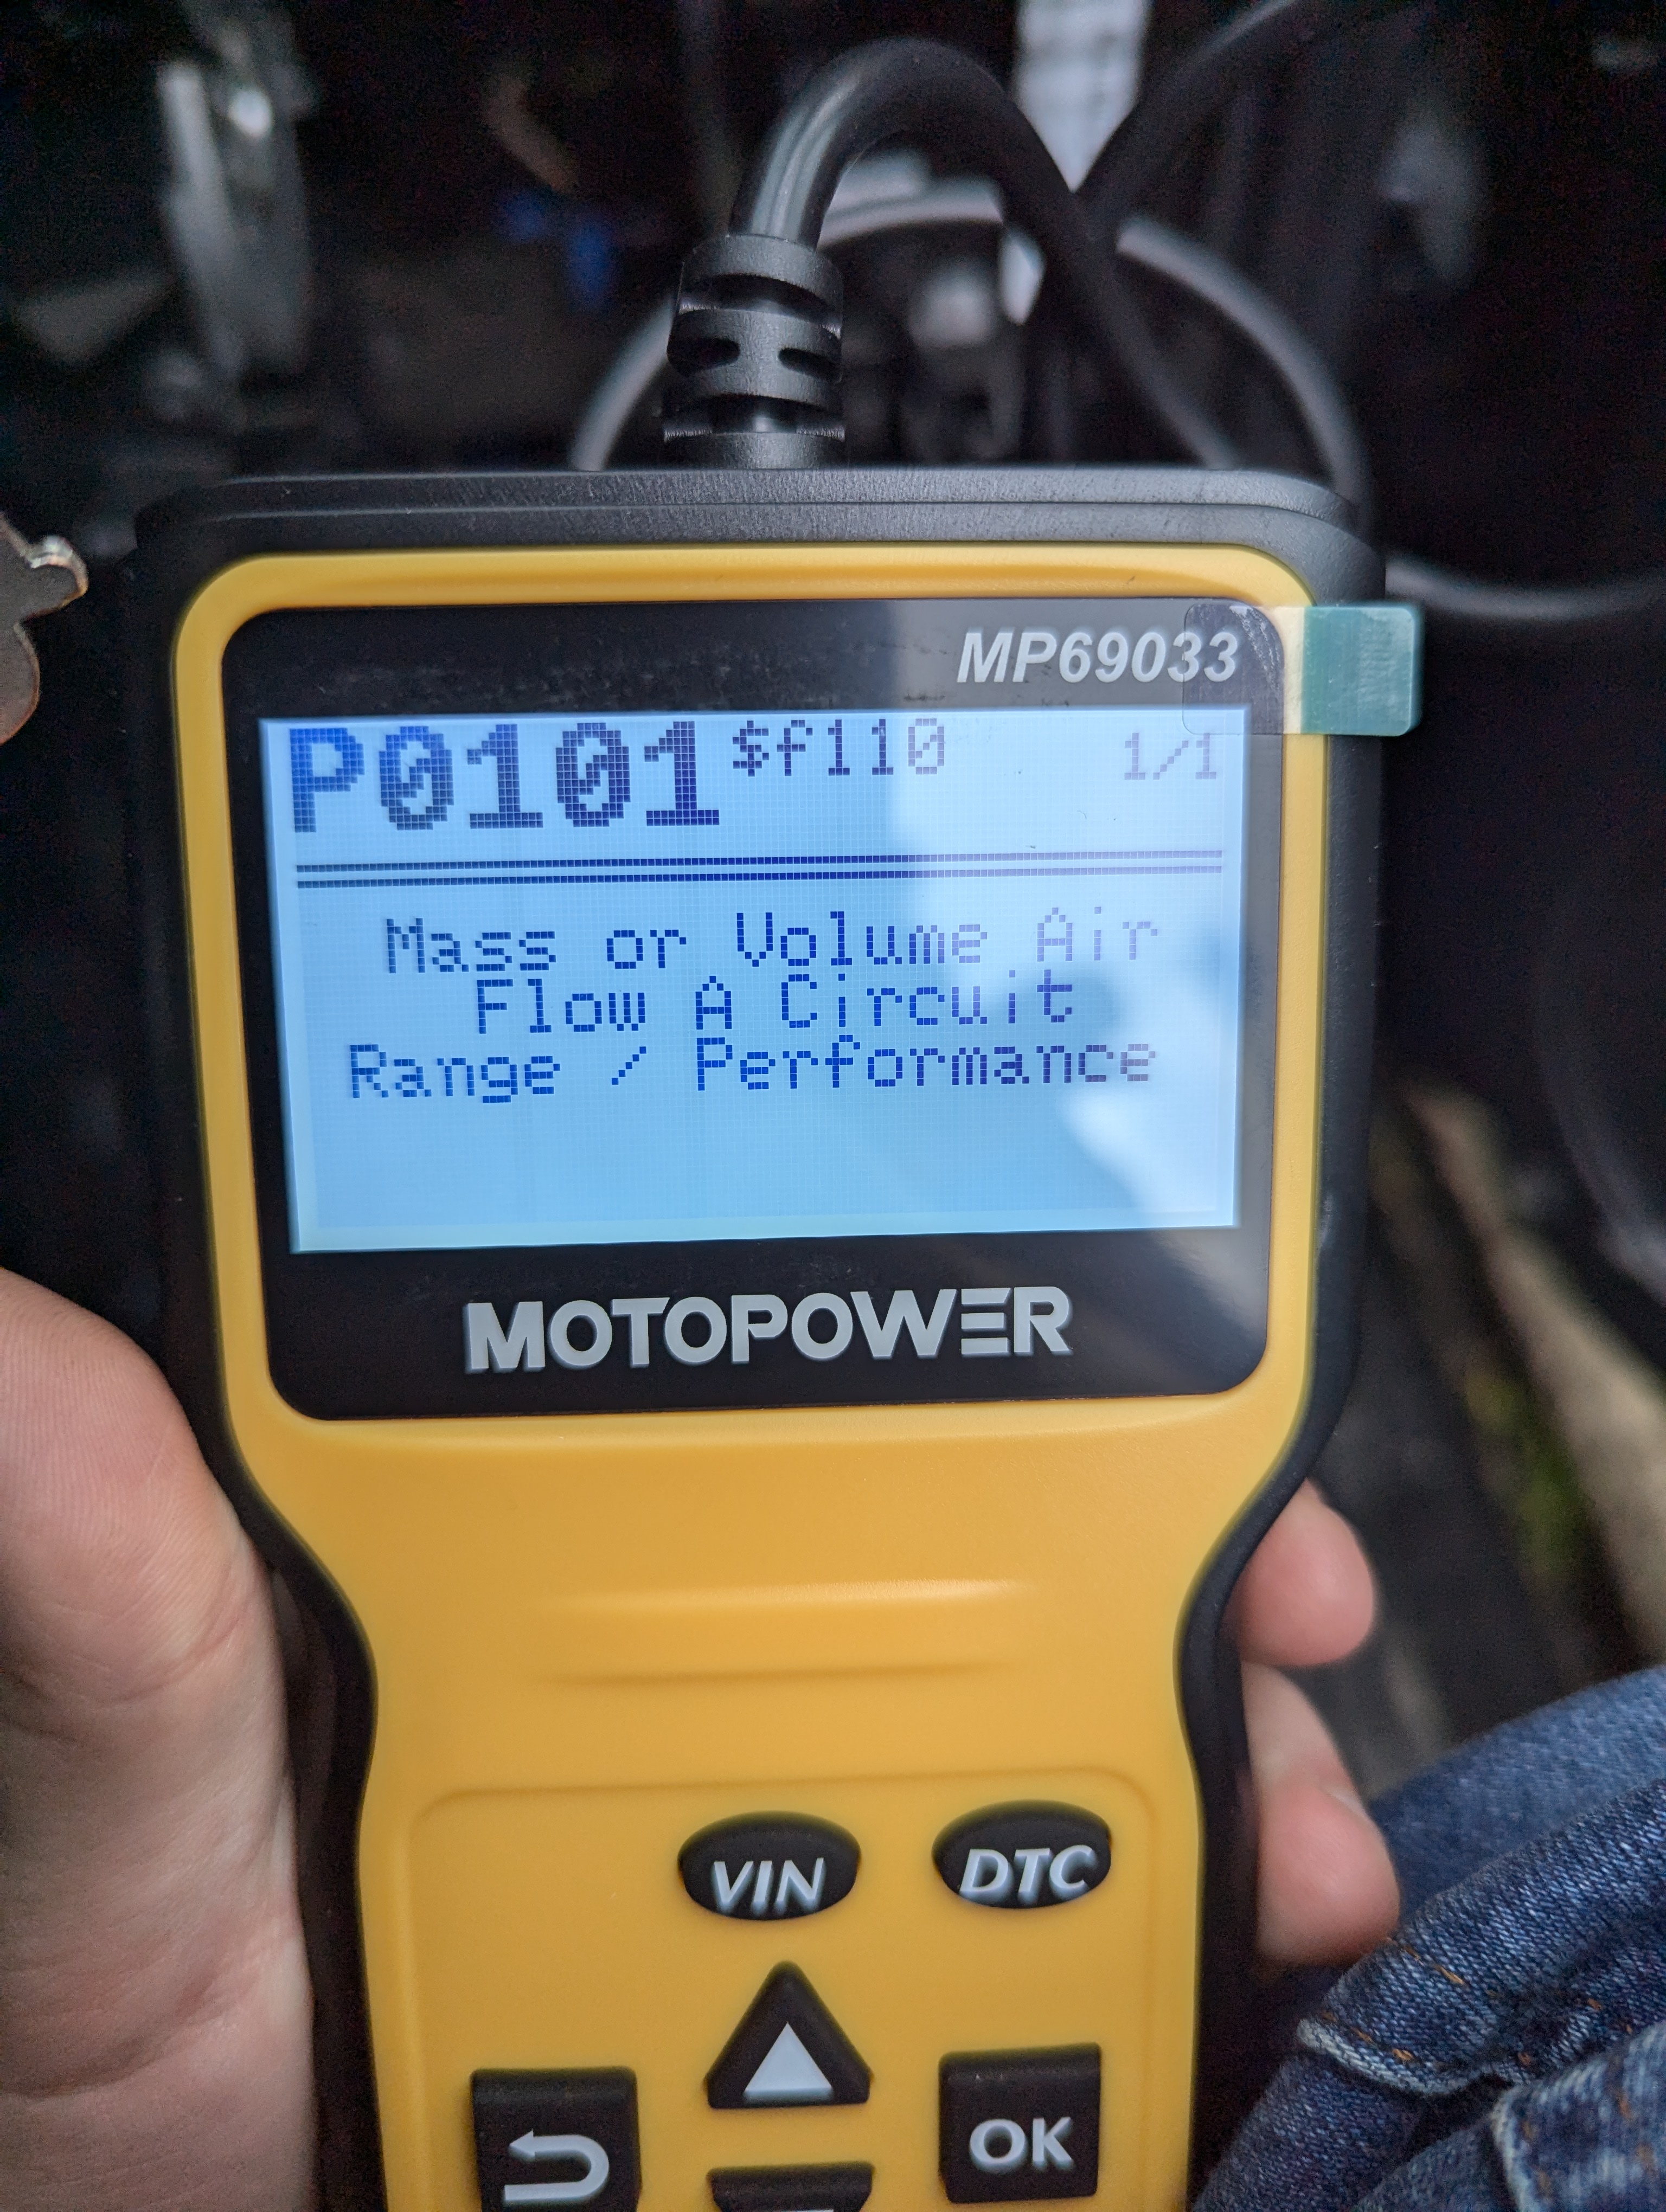 MP69033
P0101 $f110 1/1
Mass or Volume Air
Flow A Circuit
Range / Performance
MOTOPOWER
VIN
DTC
OK